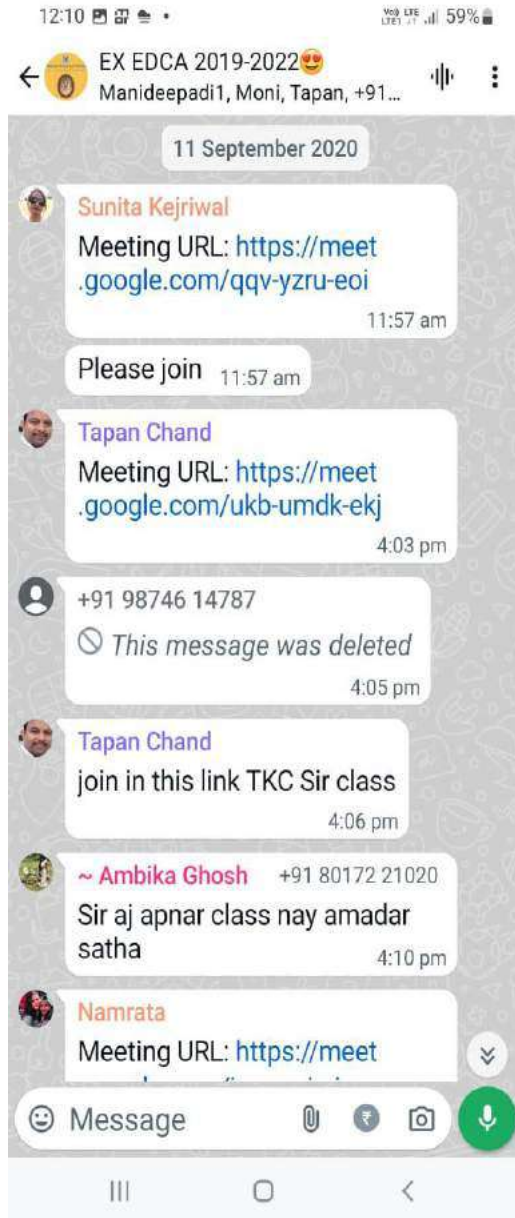 12:10
Vo)) LTE
LTE1
59%
EX EDCA 2019-2022😍
Manideepadi1, Moni, Tapan, +91...
11 September 2020
Sunita Kejriwal
Meeting URL: https://meet
.google.com/qqv-yzru-eoi
11:57 am
Please join 11:57 am
Tapan Chand
Meeting URL: https://meet
.google.com/ukb-umdk-ekj
4:03 pm
+91 98746 14787
This message was deleted
4:05 pm
Tapan Chand
join in this link TKC Sir class
4:06 pm
~ Ambika Ghosh +91 80172 21020
Sir aj apnar class nay amadar
satha 4:10 pm
Namrata
Meeting URL: https://meet
Message